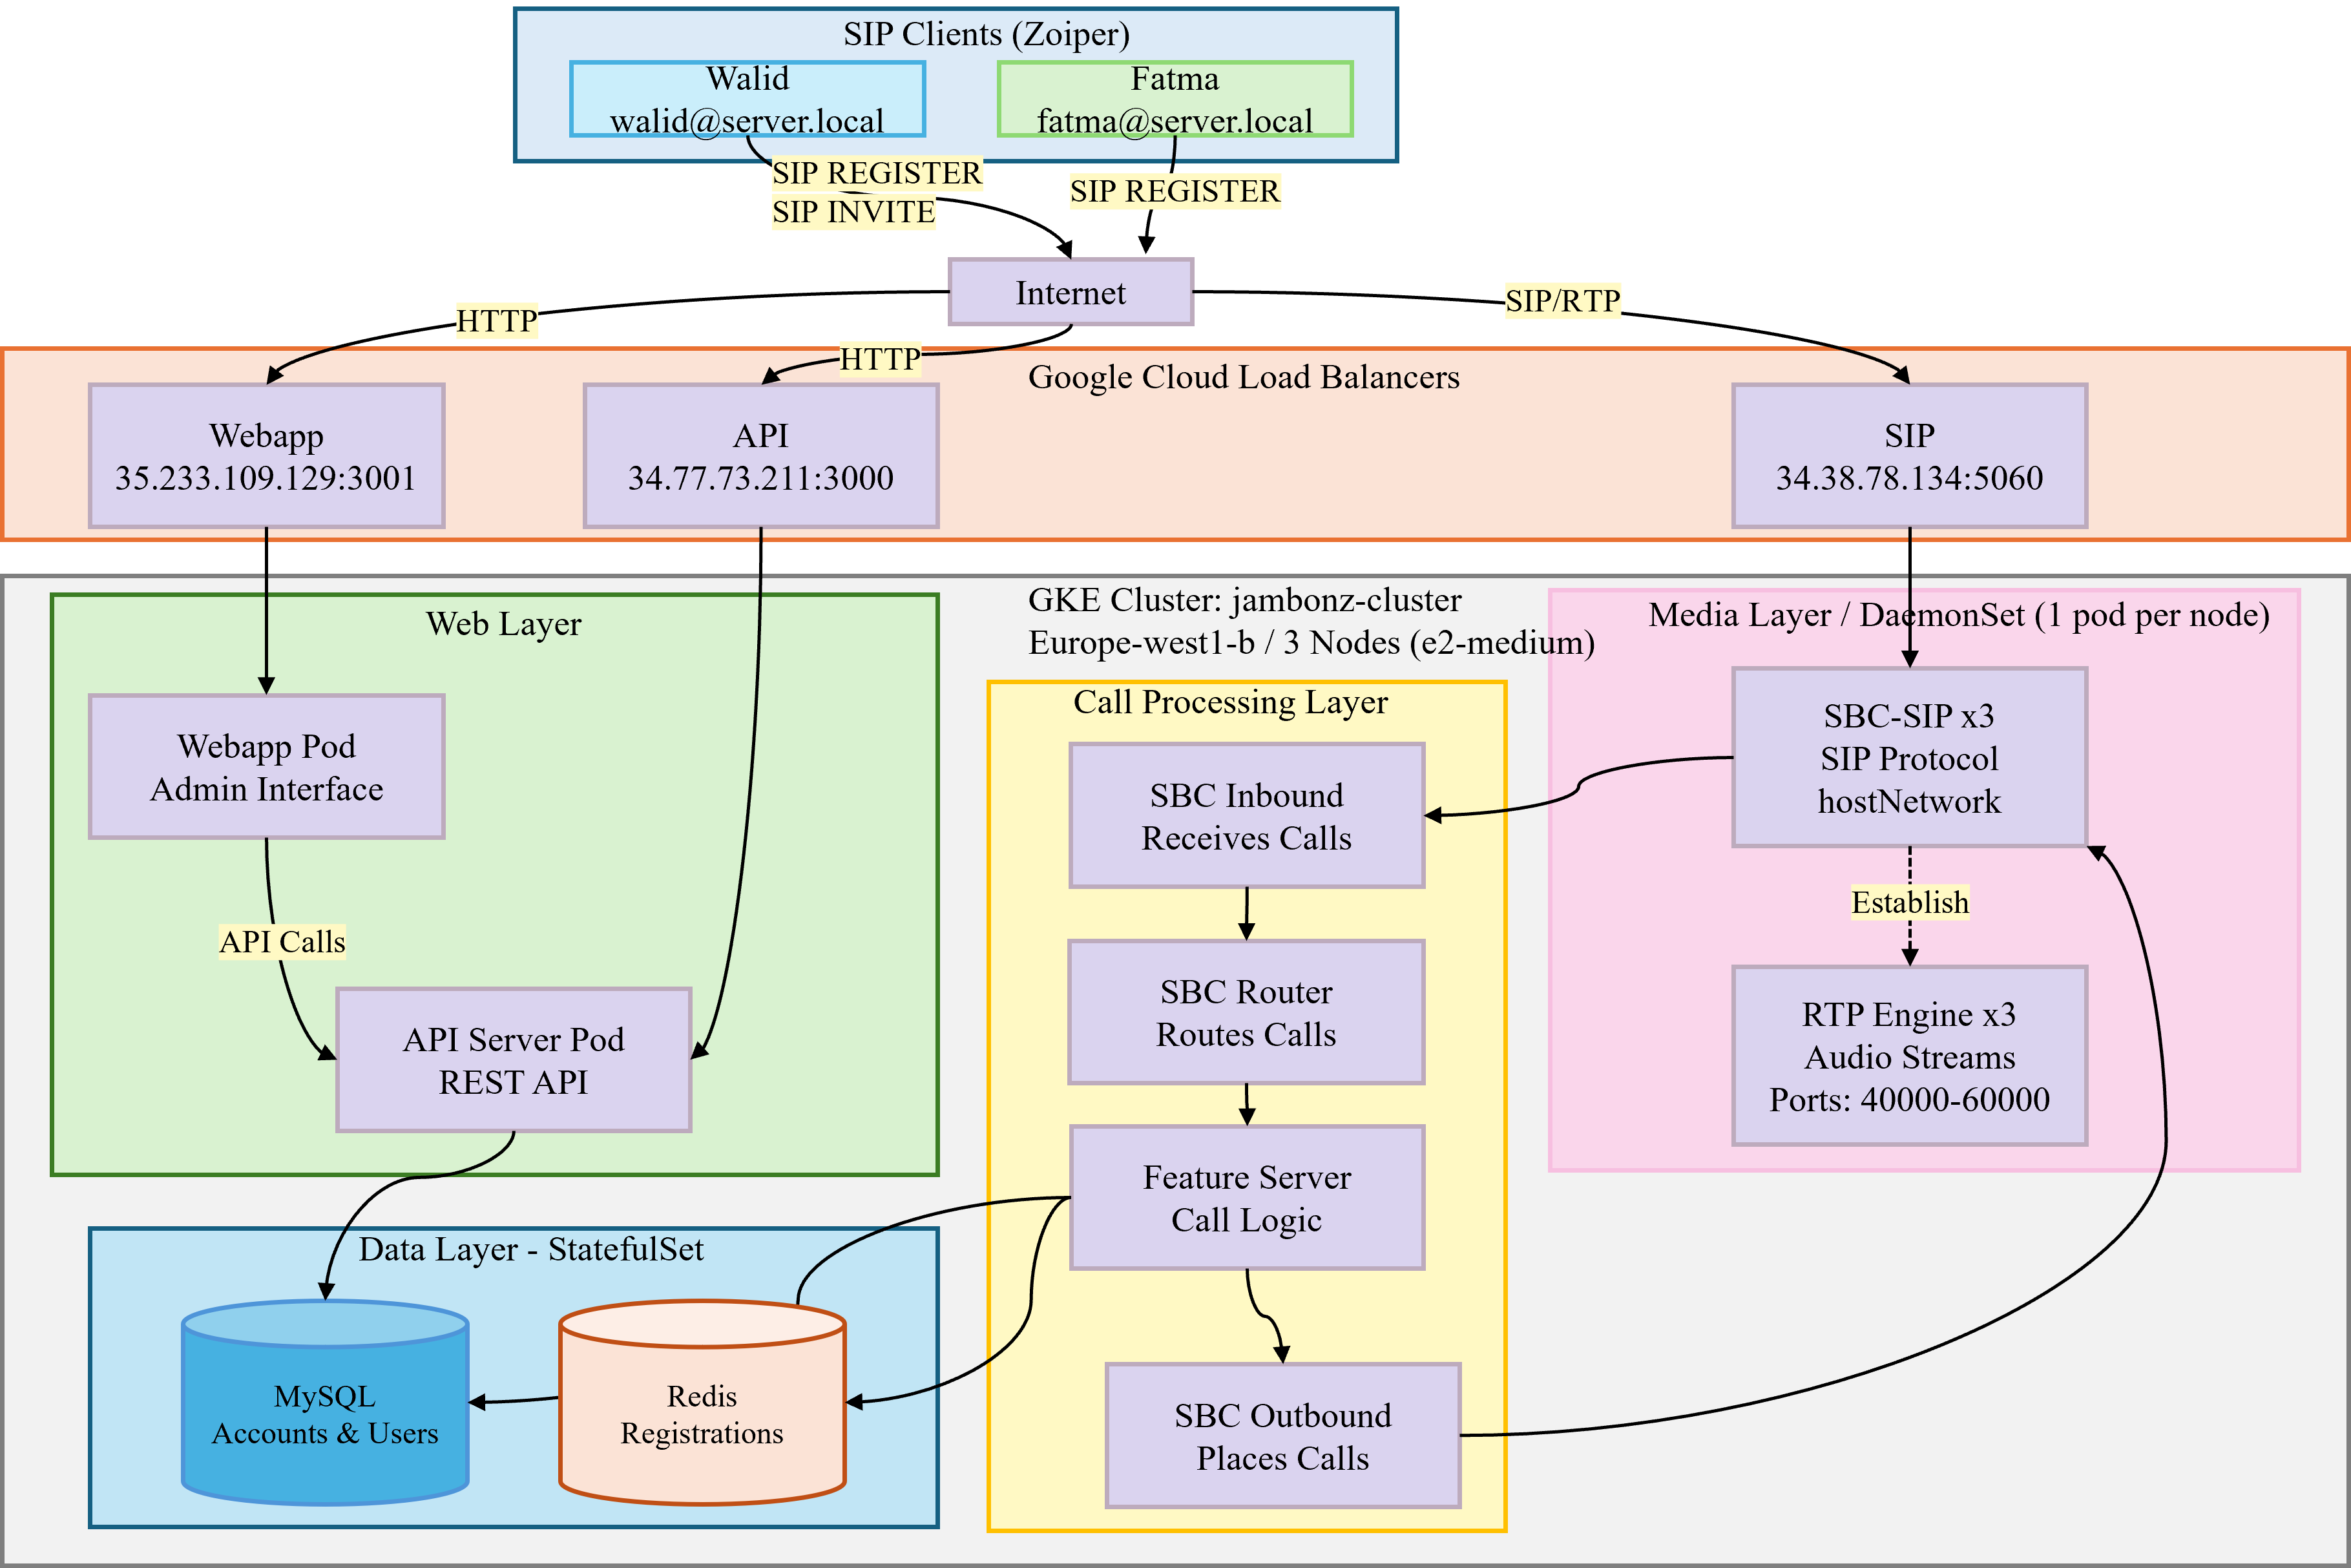 SIP Clients (Zoiper)
Walid
walid@server.local
Fatma
fatma@server.local
SIP REGISTER
SIP INVITE
SIP REGISTER
Internet
HTTP
HTTP
SIP/RTP
Google Cloud Load Balancers
Webapp
35.233.109.129:3001
API
34.77.73.211:3000
SIP
34.38.78.134:5060
GKE Cluster: jambonz-cluster
Europe-west1-b / 3 Nodes (e2-medium)
Web Layer
Webapp Pod
Admin Interface
API Calls
API Server Pod
REST API
Data Layer - StatefulSet
MySQL
Accounts & Users
Redis
Registrations
Call Processing Layer
SBC Inbound
Receives Calls
SBC Router
Routes Calls
Feature Server
Call Logic
SBC Outbound
Places Calls
Media Layer / DaemonSet (1 pod per node)
SBC-SIP x3
SIP Protocol
hostNetwork
Establish
RTP Engine x3
Audio Streams
Ports: 40000-60000